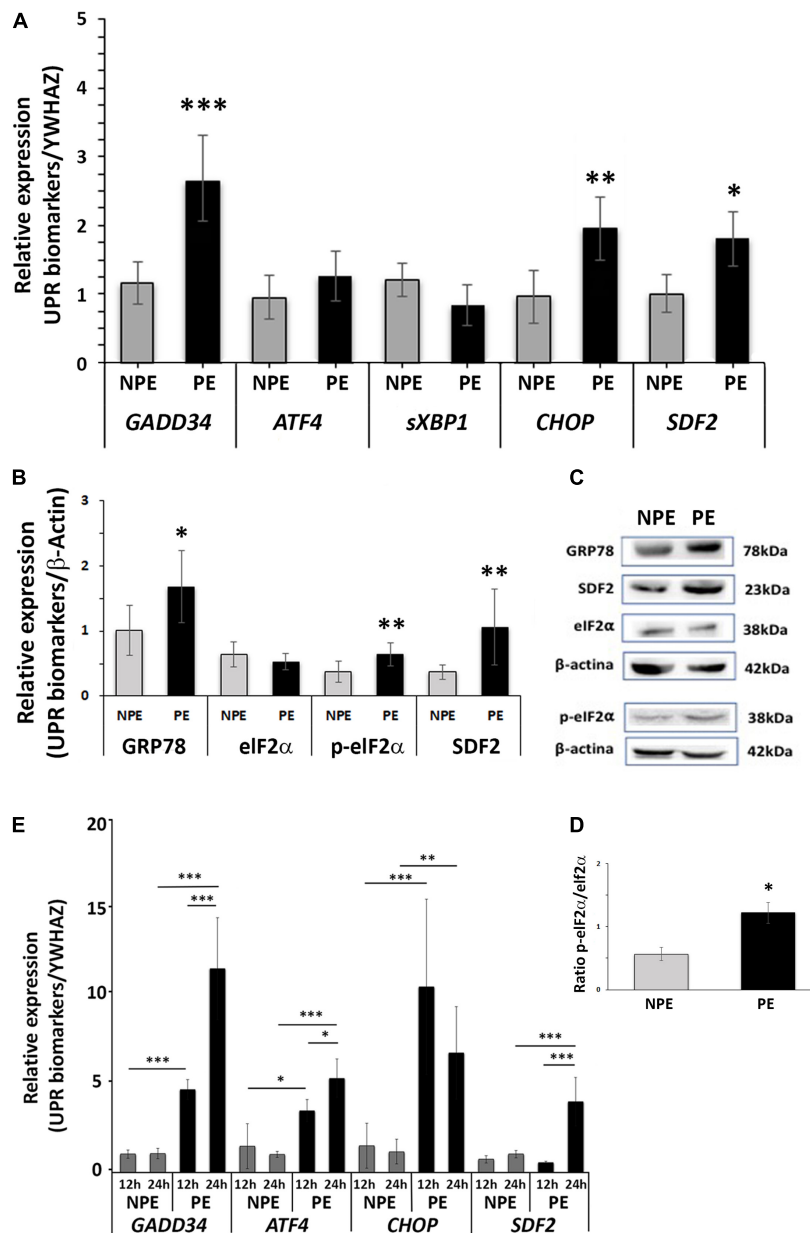 A
Relative expression
UPR biomarkers/YWHAZ)
5
4
3
2
1
0
***
**
*
NPE PE NPE PE NPE PE NPE PE NPE PE
GADD34 ATF4 sXBP1 CHOP SDF2
B
Relative expression
(UPR biomarkers/β-Actin)
3
2
1
0
*
**
**
NPE PE NPE PE NPE PE NPE PE
GRP78 eIF2α p-eIF2α SDF2
C
NPE PE
GRP78 78kDa
SDF2 23kDa
eIF2α 38kDa
β-actina 42kDa
p-eIF2α 38kDa
β-actina 42kDa
E
Relative expression
(UPR biomarkers/YWHAZ)
20
15
10
5
0
***
***
***
***
*
*
**
***
***
***
12h 24h 12h 24h 12h 24h 12h 24h 12h 24h 12h 24h 12h 24h 12h 24h
NPE PE NPE PE NPE PE NPE PE
GADD34 ATF4 CHOP SDF2
D
Ratio p-eIF2α/eIf2α
2
1
0
*
NPE PE